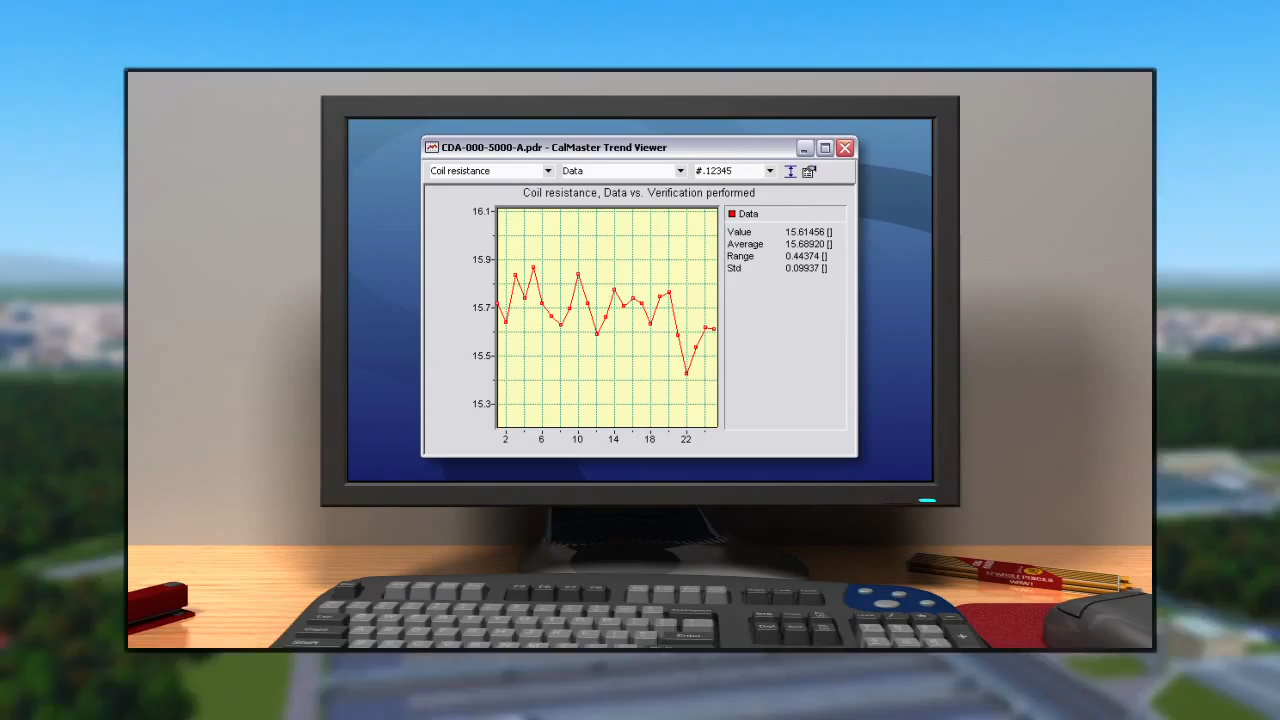 CDA-000-5000-A.pdr - CalMaster Trend Viewer
Coil resistance Data #.12345
Coil resistance, Data vs. Verification performed
16.1
15.9
15.7
15.5
15.3
2 6 10 14 18 22
Data
Value 15.61456 []
Average 15.68920 []
Range 0.44374 []
Std 0.09937 []
Enter